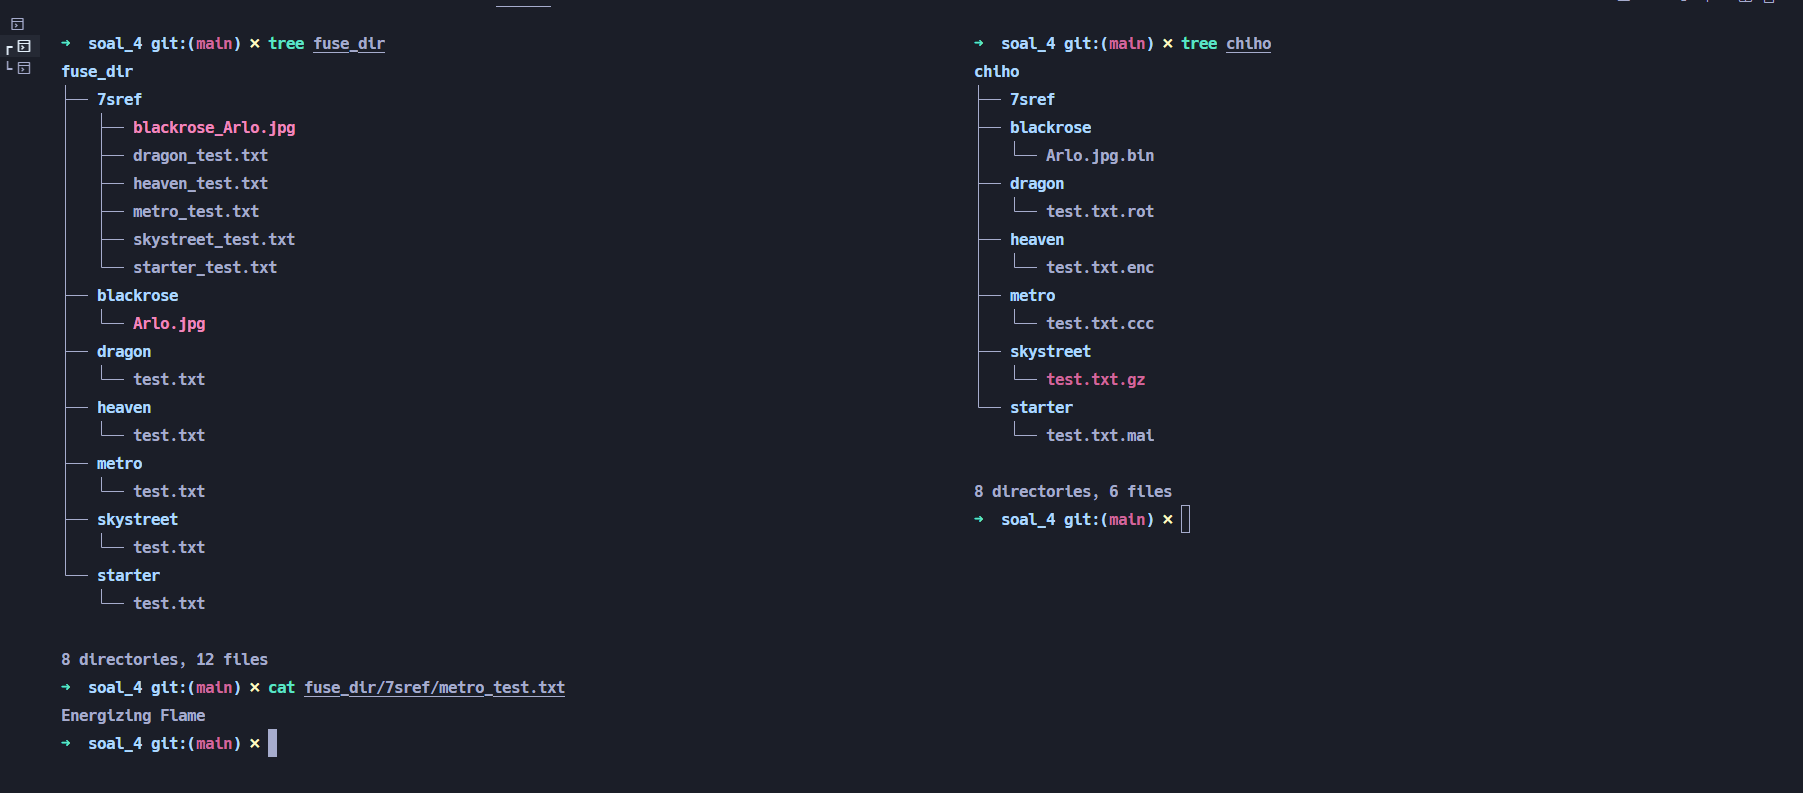 ➜  soal_4 git:(main) ✗ tree fuse_dir
fuse_dir
├── 7sref
│   ├── blackrose_Arlo.jpg
│   ├── dragon_test.txt
│   ├── heaven_test.txt
│   ├── metro_test.txt
│   ├── skystreet_test.txt
│   └── starter_test.txt
├── blackrose
│   └── Arlo.jpg
├── dragon
│   └── test.txt
├── heaven
│   └── test.txt
├── metro
│   └── test.txt
├── skystreet
│   └── test.txt
└── starter
    └── test.txt

8 directories, 12 files
➜  soal_4 git:(main) ✗ cat fuse_dir/7sref/metro_test.txt
Energizing Flame
➜  soal_4 git:(main) ✗
➜  soal_4 git:(main) ✗ tree chiho
chiho
├── 7sref
├── blackrose
│   └── Arlo.jpg.bin
├── dragon
│   └── test.txt.rot
├── heaven
│   └── test.txt.enc
├── metro
│   └── test.txt.ccc
├── skystreet
│   └── test.txt.gz
└── starter
    └── test.txt.mai

8 directories, 6 files
➜  soal_4 git:(main) ✗